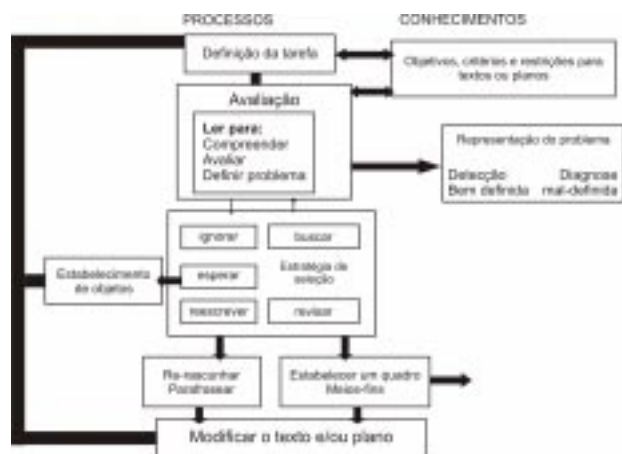 PROCESSOS
CONHECIMENTOS
Definição da tarefa
Objetivos, critérios e restrições para
textos ou planos
Avaliação
Ler para:
Compreender
Avaliar
Definir problema
Representação do problema
Detecção Diagnose
Bem definida mal-definida
ignorar
buscar
Estabelecimento
de objetos
esperar
Estratégia de
seleção
reescrever
revisar
Re-rascunhar
Parafrasear
Estabelecer um quadro
Meios-fins
Modificar o texto e/ou plano